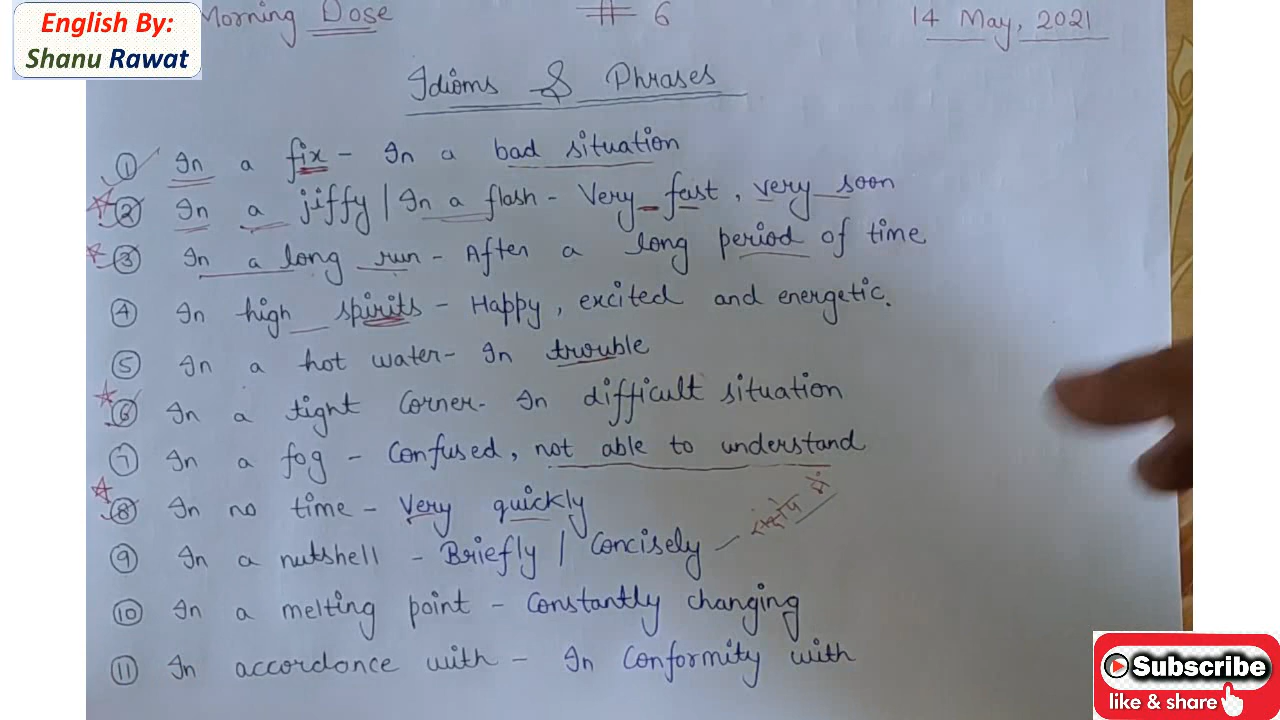 English By:
Shanu Rawat
Morning Dose
# 6
14 May, 2021
Idioms & Phrases
① In a fix - In a bad situation
② In a jiffy / In a flash - Very fast, very soon
③ In a long run - After a long period of time
④ In high spirits - Happy, excited and energetic.
⑤ In a hot water - In trouble
⑥ In a tight corner - In difficult situation
⑦ In a fog - Confused, not able to understand
⑧ In no time - Very quickly
⑨ In a nutshell - Briefly / Concisely - संक्षेप में
⑩ In a melting point - Constantly changing
⑪ In accordance with - In conformity with
Subscribe
like & share